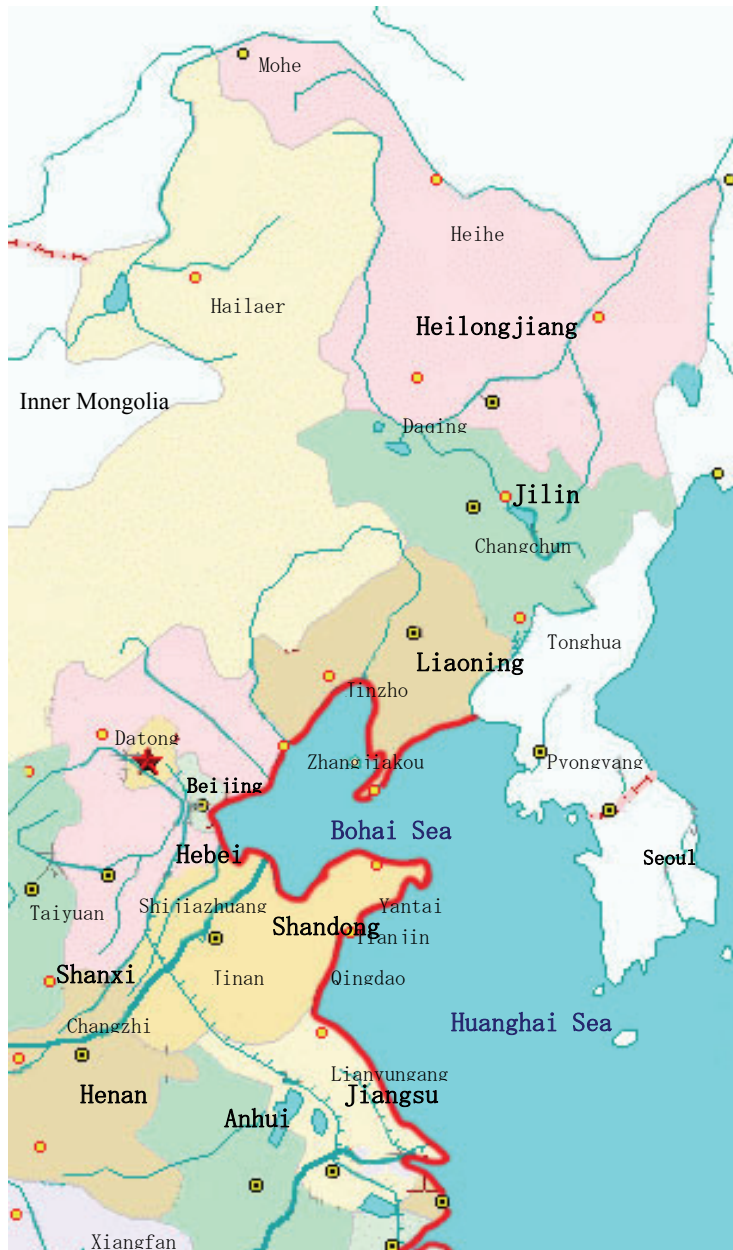 Mohe
Heihe
Hailaer
Heilongjiang
Inner Mongolia
Daqing
Jilin
Changchun
Tonghua
Liaoning
Jinzho
Datong
Zhangjiakou
Pyongyang
Beijing
Bohai Sea
Hebei
Seoul
Taiyuan
Shijiazhuang
Yantai
Shandong
Tianjin
Shanxi
Jinan
Qingdao
Huanghai Sea
Changzhi
Lianyungang
Henan
Jiangsu
Anhui
Xiangfan